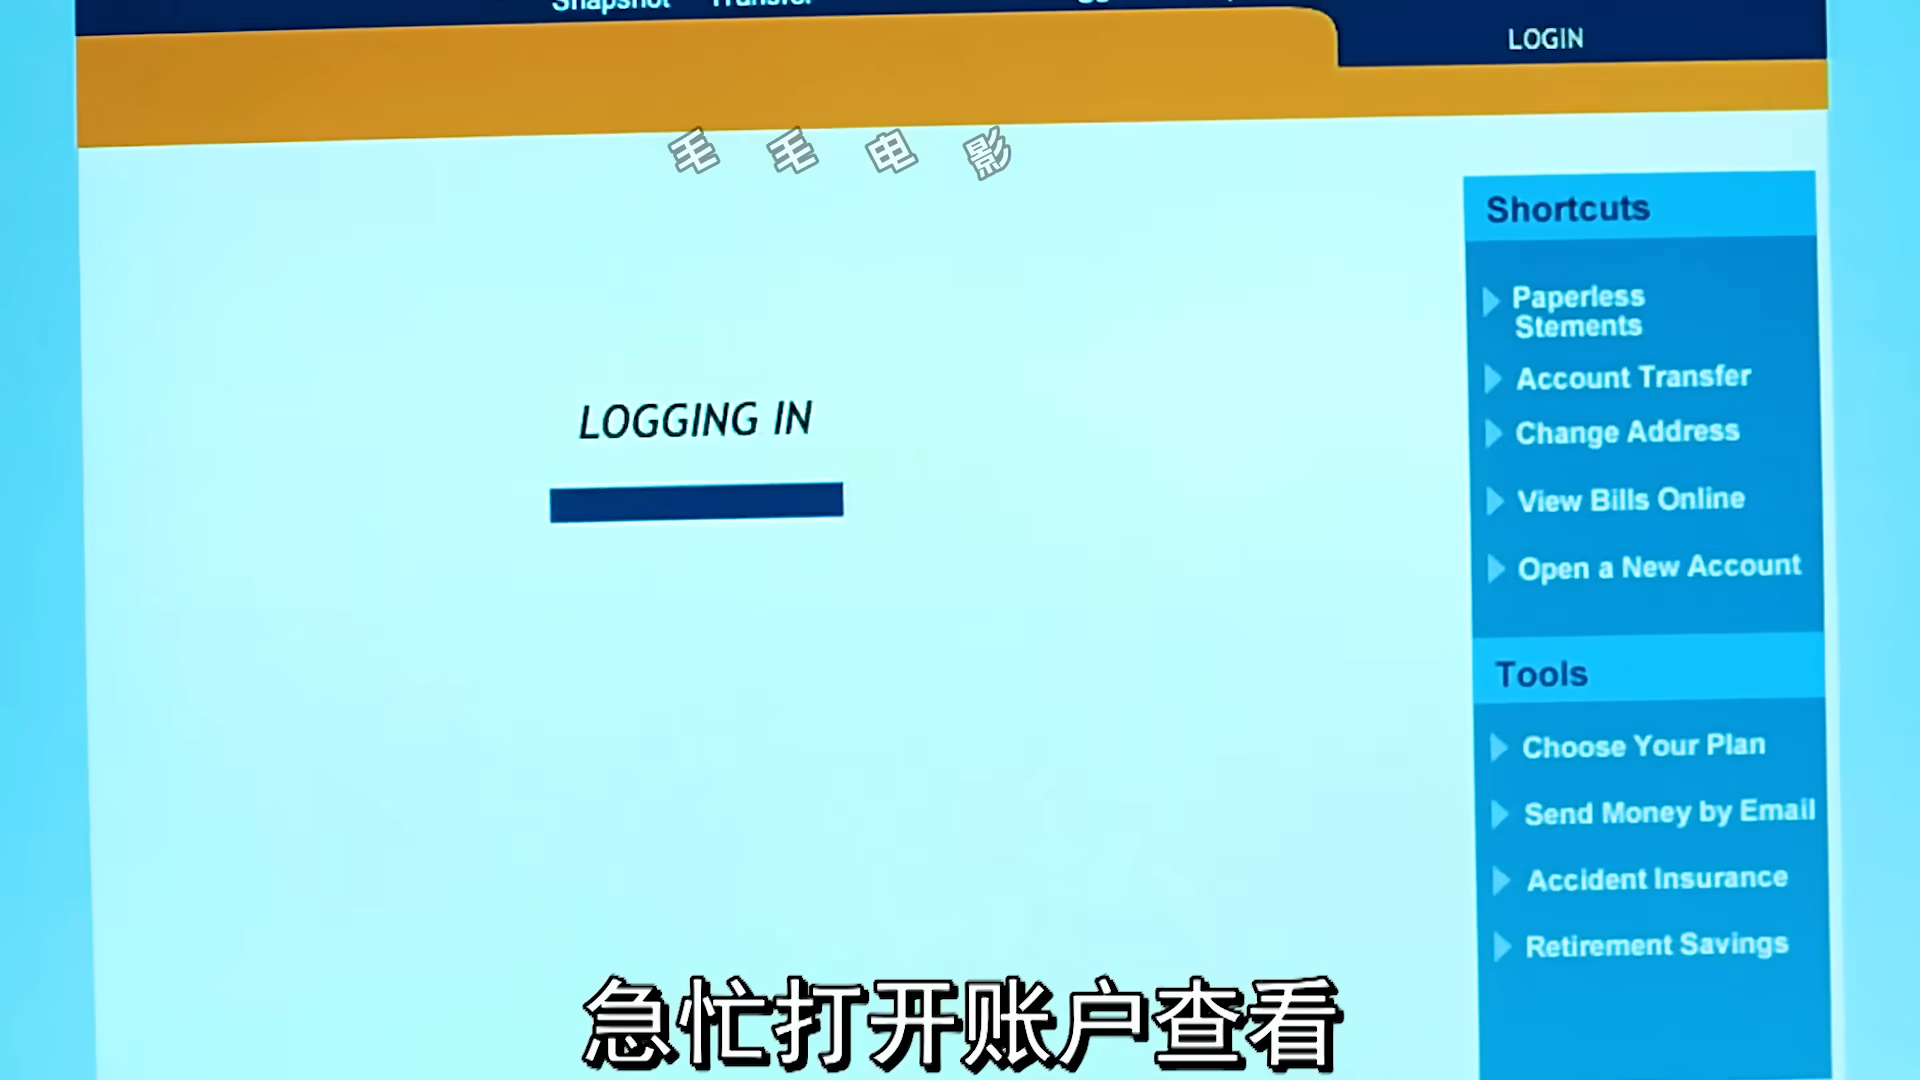 Snapshot Transfer
LOGIN
毛毛电影
Shortcuts
Paperless
Stements
Account Transfer
Change Address
View Bills Online
Open a New Account
LOGGING IN
Tools
Choose Your Plan
Send Money by Email
Accident Insurance
Retirement Savings
急忙打开账户查看